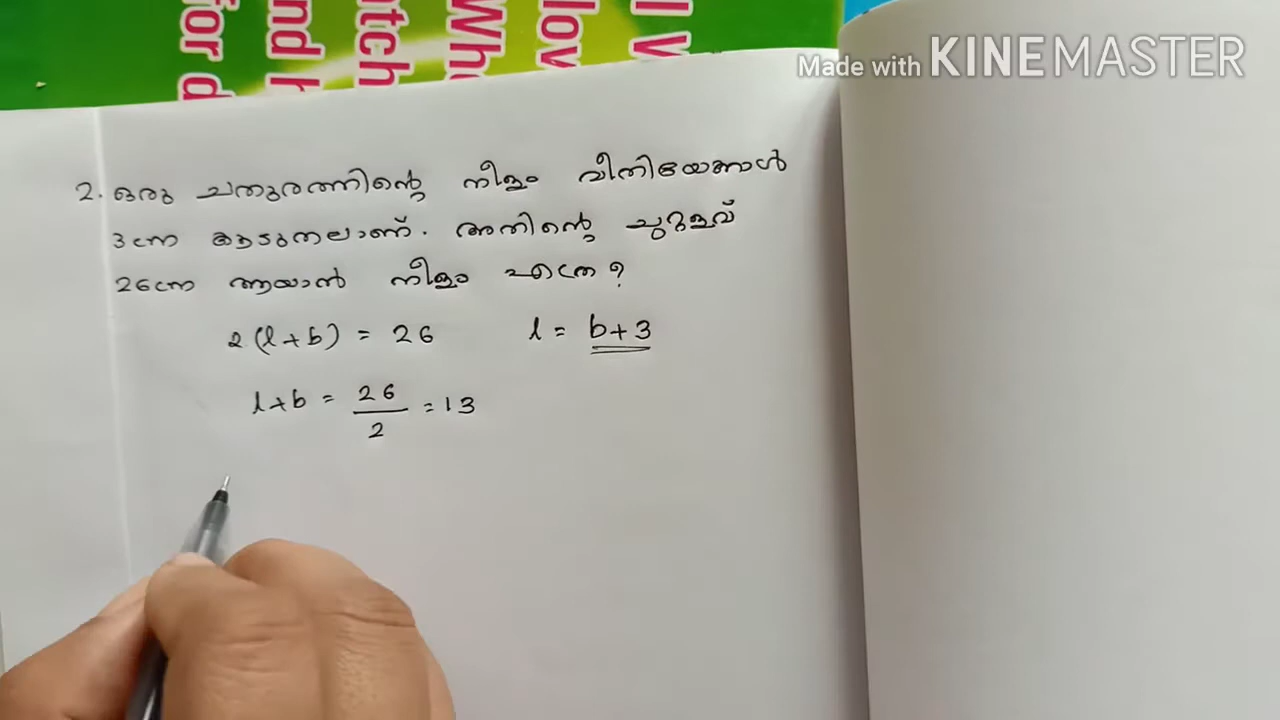 Made with KINEMASTER
2. ഒരു ചതുരത്തിന്റെ നീളം വീതിയേക്കാൾ
3cm കൂടുതലാണ്. അതിന്റെ ചുറ്റളവ്
26cm ആയാൽ നീളം എത്ര?
2(l+b) = 26 l = b+3
l+b = 26/2 = 13